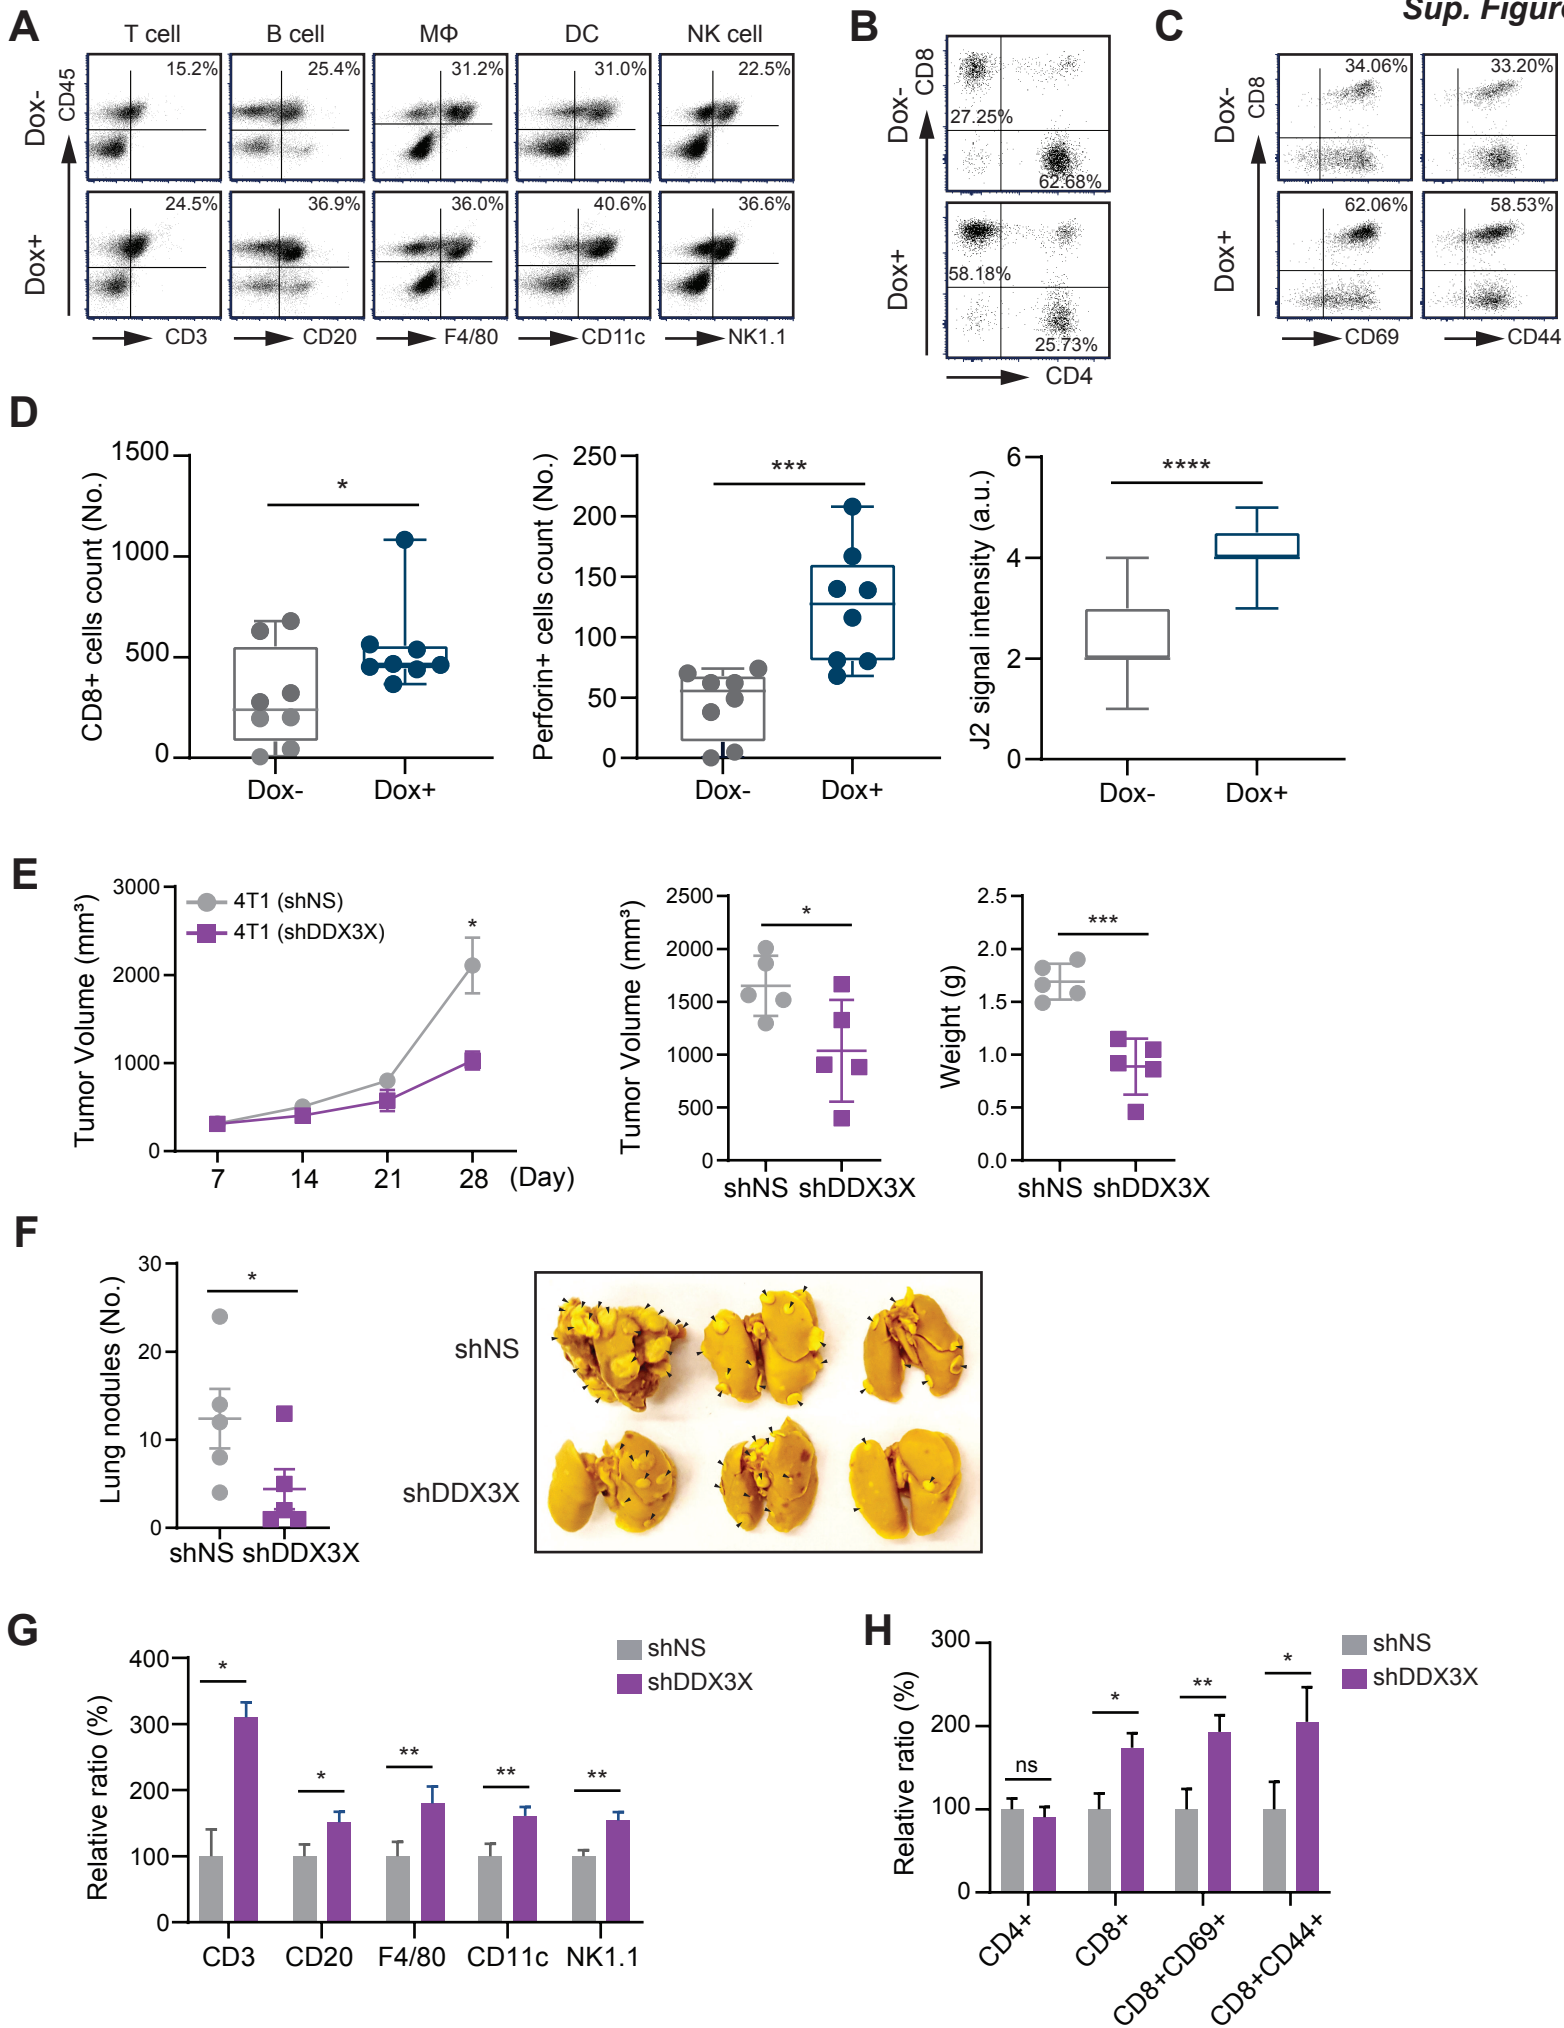 Sup. Figure
A
T cell B cell MΦ DC NK cell
Dox-
CD45
15.2% 25.4% 31.2% 31.0% 22.5%
Dox+
24.5% 36.9% 36.0% 40.6% 36.6%
CD3 CD20 F4/80 CD11c NK1.1
B
CD8
Dox-
27.25%
62.68%
Dox+
58.18%
25.73%
CD4
C
CD8
Dox-
34.06% 33.20%
Dox+
62.06% 58.53%
CD69 CD44
D
CD8+ cells count (No.)
1500
1000
500
0
*
Dox- Dox+
Perforin+ cells count (No.)
250
200
150
100
50
0
***
Dox- Dox+
J2 signal intensity (a.u.)
6
4
2
0
****
Dox- Dox+
E
Tumor Volume (mm³)
3000
2000
1000
0
4T1 (shNS)
4T1 (shDDX3X)
*
7 14 21 28 (Day)
Tumor Volume (mm³)
2500
2000
1500
1000
500
0
*
shNS shDDX3X
Weight (g)
2.5
2.0
1.5
1.0
0.5
0.0
***
shNS shDDX3X
F
Lung nodules (No.)
30
20
10
0
*
shNS shDDX3X
shNS
shDDX3X
G
Relative ratio (%)
400
300
200
100
0
* * ** ** **
shNS
shDDX3X
CD3 CD20 F4/80 CD11c NK1.1
H
Relative ratio (%)
300
200
100
0
ns * ** *
shNS
shDDX3X
CD4+ CD8+ CD8+CD69+ CD8+CD44+